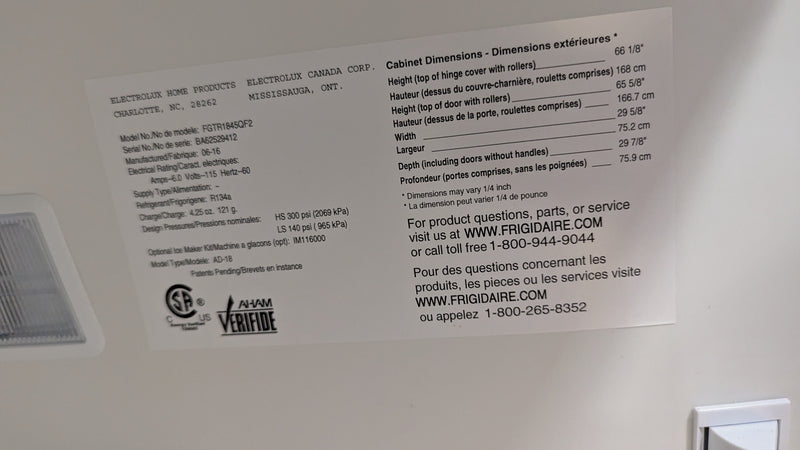 ELECTROLUX HOME PRODUCTS ELECTROLUX CANADA CORP.
CHARLOTTE, NC, 28262 MISSISSAUGA, ONT.
Model No./No de modele: FGTR1845QF2
Serial No./No de serie: BA62529412
Manufactured/Fabrique: 06-16
Electrical Rating/Caract. electriques:
Amps-6.0 Volts-115 Hertz-60
Supply Type/Alimentation: -
Refrigerant/Frigorigene: R134a
Charge/Charge: 4.25 oz. 121 g.
Design Pressures/Pressions nominales: HS 300 psi (2069 kPa)
LS 140 psi ( 965 kPa)
Optional Ice Maker Kit/Machine a glacons (opt): IM116000
Model Type/Modele: AD-18
Patents Pending/Brevets en instance
CSA ®
C US
AHAM
VERIFIDE
Cabinet Dimensions - Dimensions extérieures *
Height (top of hinge cover with rollers) 66 1/8"
Hauteur (dessus du couvre-charnière, roulettes comprises) 168 cm
Height (top of door with rollers) 65 5/8"
Hauteur (dessus de la porte, roulettes comprises) 166.7 cm
Width 29 5/8"
Largeur 75.2 cm
Depth (including doors without handles) 29 7/8"
Profondeur (portes comprises, sans les poignées) 75.9 cm
* Dimensions may vary 1/4 inch
* La dimension peut varier 1/4 de pounce
For product questions, parts, or service
visit us at WWW.FRIGIDAIRE.COM
or call toll free 1-800-944-9044
Pour des questions concernant les
produits, les pieces ou les services visite
WWW.FRIGIDAIRE.COM
ou appelez 1-800-265-8352